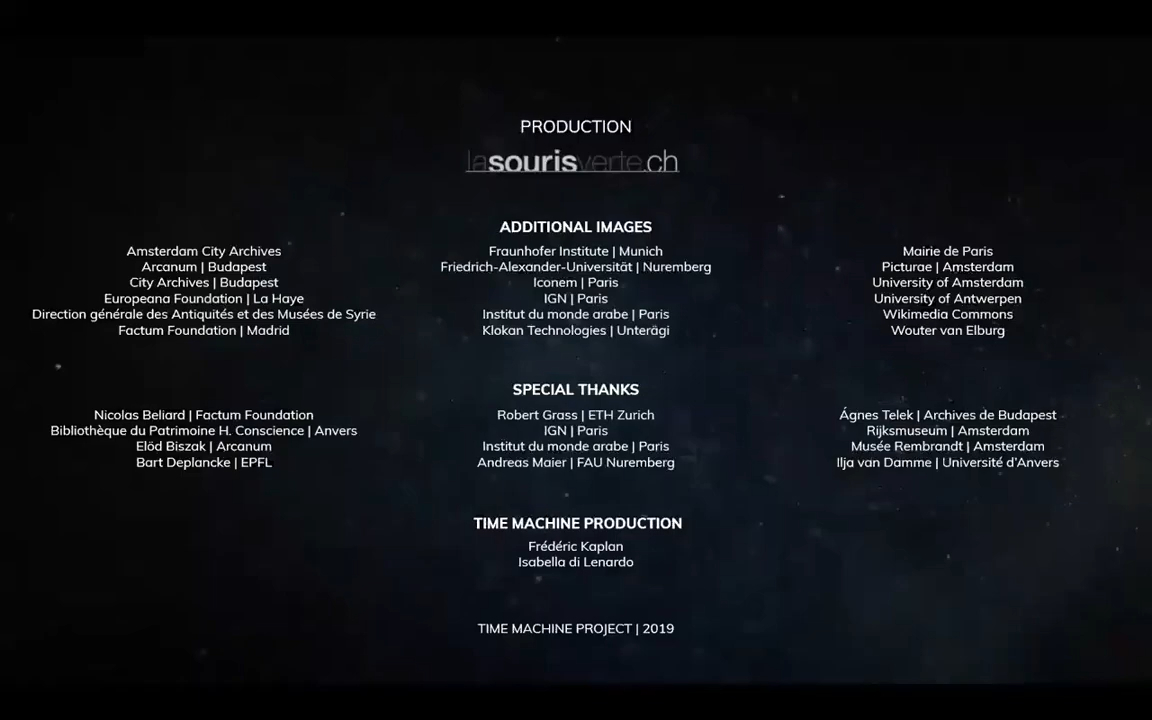 PRODUCTION
lasourisverte.ch
ADDITIONAL IMAGES
Amsterdam City Archives
Arcanum | Budapest
City Archives | Budapest
Europeana Foundation | La Haye
Direction générale des Antiquités et des Musées de Syrie
Factum Foundation | Madrid
Fraunhofer Institute | Munich
Friedrich-Alexander-Universität | Nuremberg
Iconem | Paris
IGN | Paris
Institut du monde arabe | Paris
Klokan Technologies | Unterägi
Mairie de Paris
Picturae | Amsterdam
University of Amsterdam
University of Antwerpen
Wikimedia Commons
Wouter van Elburg
SPECIAL THANKS
Nicolas Beliard | Factum Foundation
Bibliothèque du Patrimoine H. Conscience | Anvers
Elöd Biszak | Arcanum
Bart Deplancke | EPFL
Robert Grass | ETH Zurich
IGN | Paris
Institut du monde arabe | Paris
Andreas Maier | FAU Nuremberg
Ágnes Telek | Archives de Budapest
Rijksmuseum | Amsterdam
Musée Rembrandt | Amsterdam
Ilja van Damme | Université d'Anvers
TIME MACHINE PRODUCTION
Frédéric Kaplan
Isabella di Lenardo
TIME MACHINE PROJECT | 2019